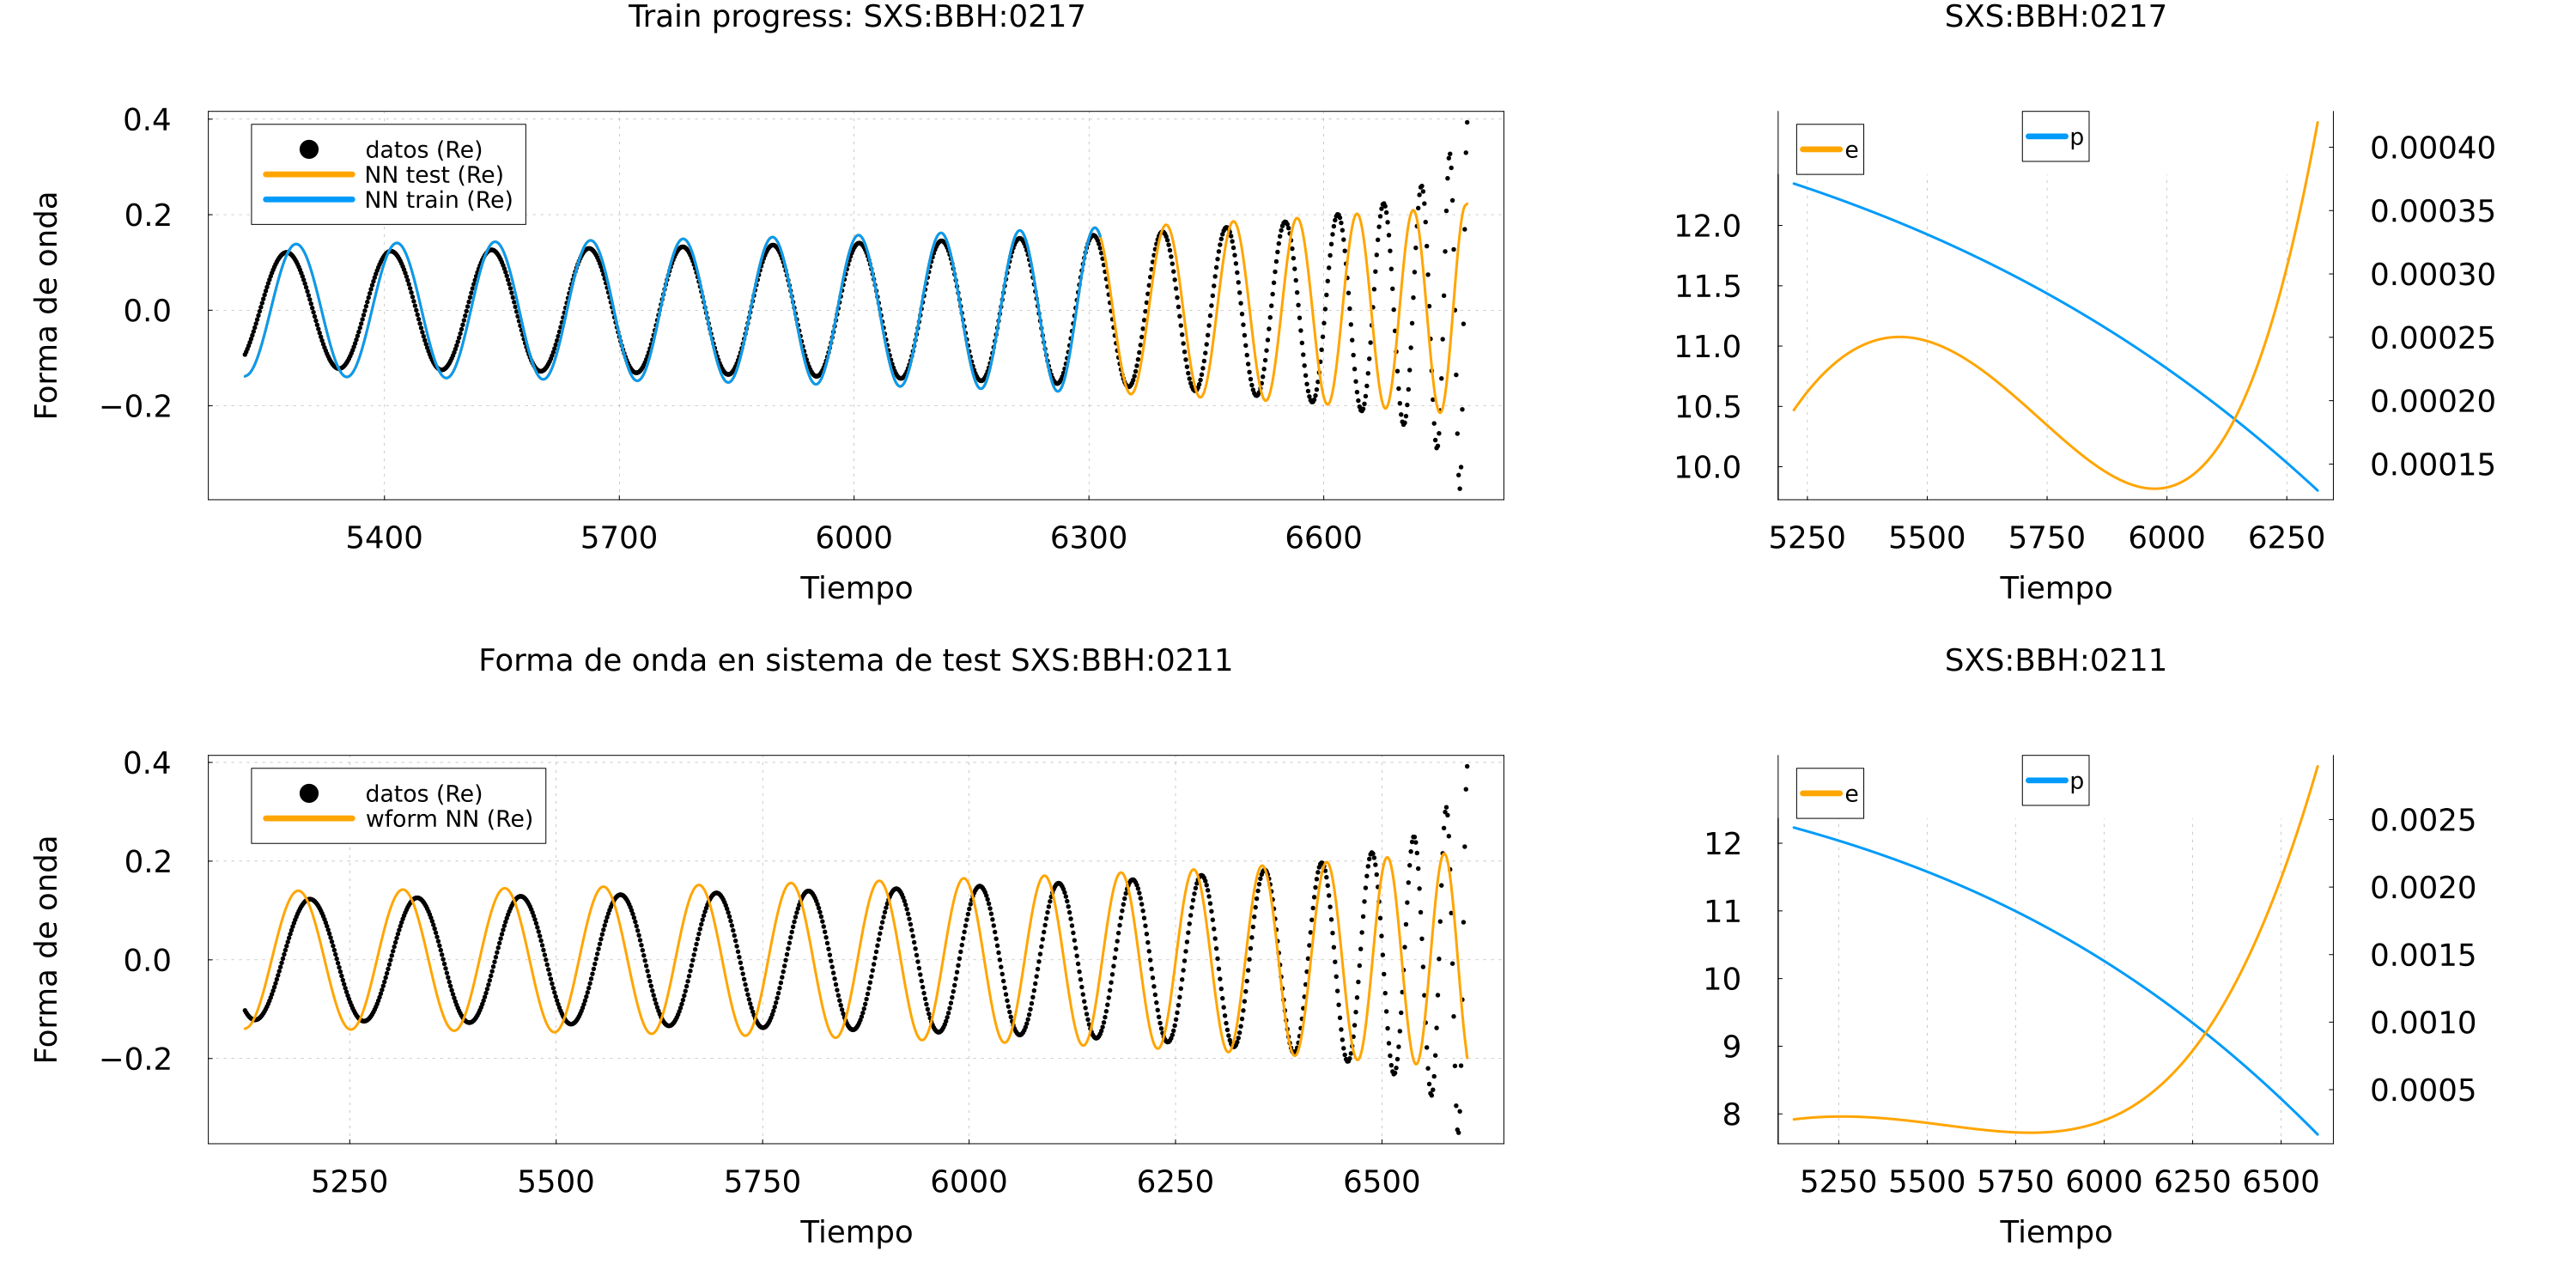 Train progress: SXS:BBH:0217
0.4
0.2
0.0
−0.2
Forma de onda
datos (Re)
NN test (Re)
NN train (Re)
5400 5700 6000 6300 6600
Tiempo
SXS:BBH:0217
e
p
12.0
11.5
11.0
10.5
10.0
0.00040
0.00035
0.00030
0.00025
0.00020
0.00015
5250 5500 5750 6000 6250
Tiempo
Forma de onda en sistema de test SXS:BBH:0211
0.4
0.2
0.0
−0.2
Forma de onda
datos (Re)
wform NN (Re)
5250 5500 5750 6000 6250 6500
Tiempo
SXS:BBH:0211
e
p
12
11
10
9
8
0.0025
0.0020
0.0015
0.0010
0.0005
5250 5500 5750 6000 6250 6500
Tiempo